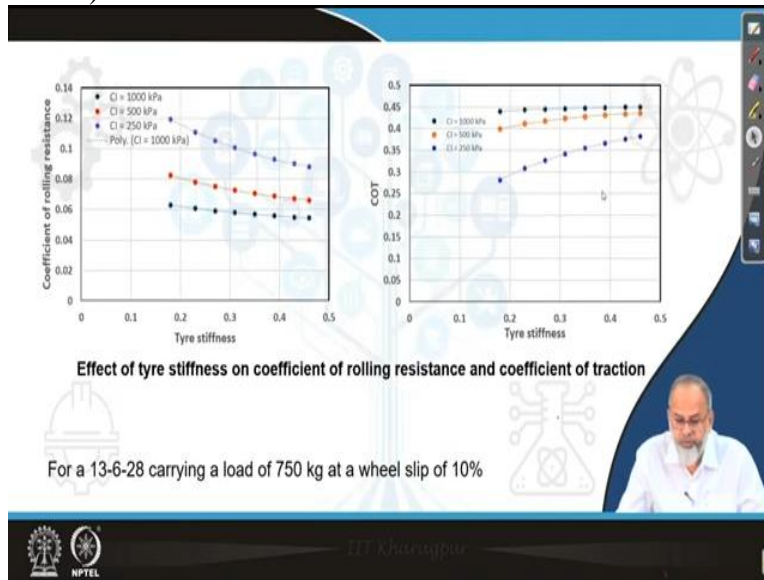 0.14
0.12
0.1
0.08
0.06
0.04
0.02
0
Coefficient of rolling resistance
CI = 1000 kPa
CI = 500 kPa
CI = 250 kPa
Poly. (CI = 1000 kPa)
0 0.1 0.2 0.3 0.4 0.5
Tyre stiffness
0.5
0.45
0.4
0.35
0.3
0.25
0.2
0.15
0.1
0.05
0
COT
CI = 1000 kPa
CI = 500 kPa
CI = 250 kPa
0 0.1 0.2 0.3 0.4 0.5 0.6
Tyre stiffness
Effect of tyre stiffness on coefficient of rolling resistance and coefficient of traction
For a 13-6-28 carrying a load of 750 kg at a wheel slip of 10%
IIT Kharagpur
NPTEL